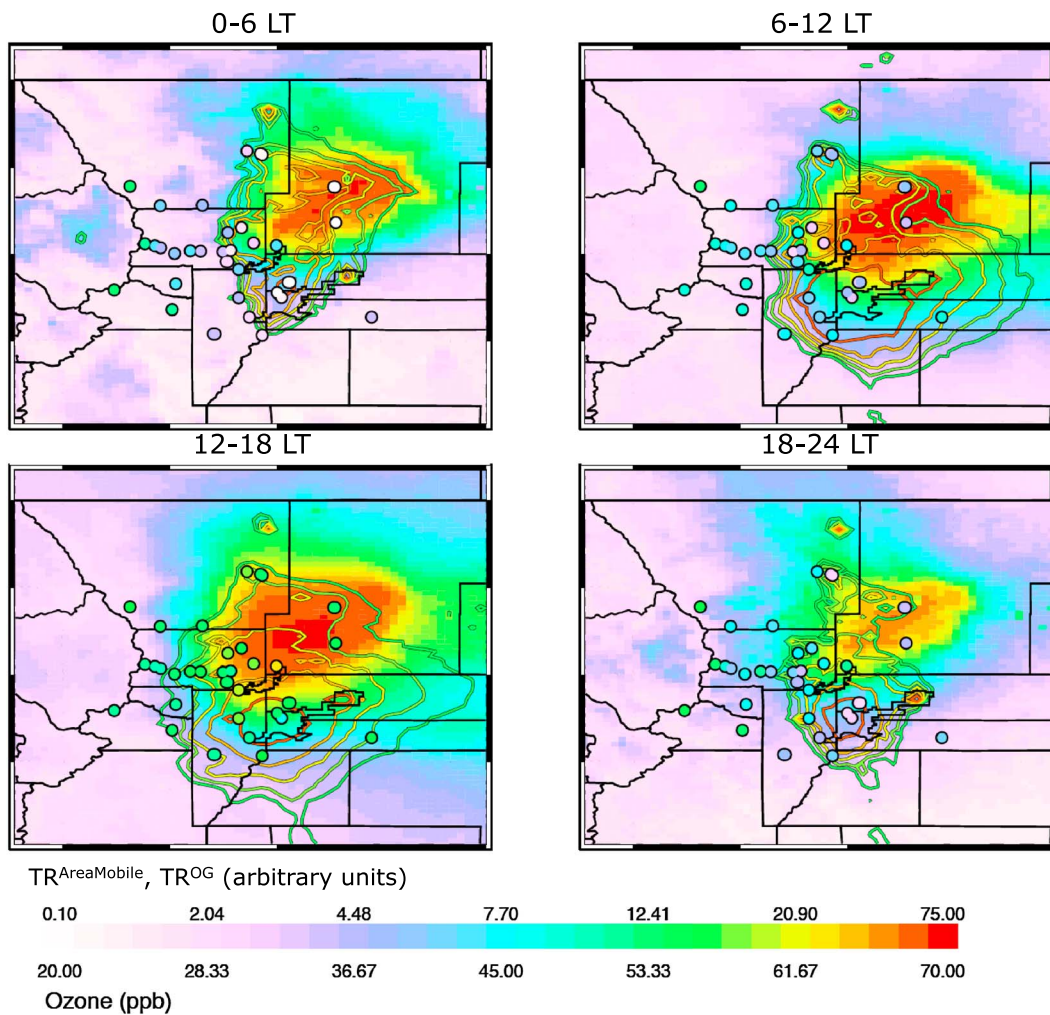 0-6 LT 6-12 LT
12-18 LT 18-24 LT
TR^AreaMobile, TR^OG (arbitrary units)
0.10 2.04 4.48 7.70 12.41 20.90 75.00
20.00 28.33 36.67 45.00 53.33 61.67 70.00
Ozone (ppb)